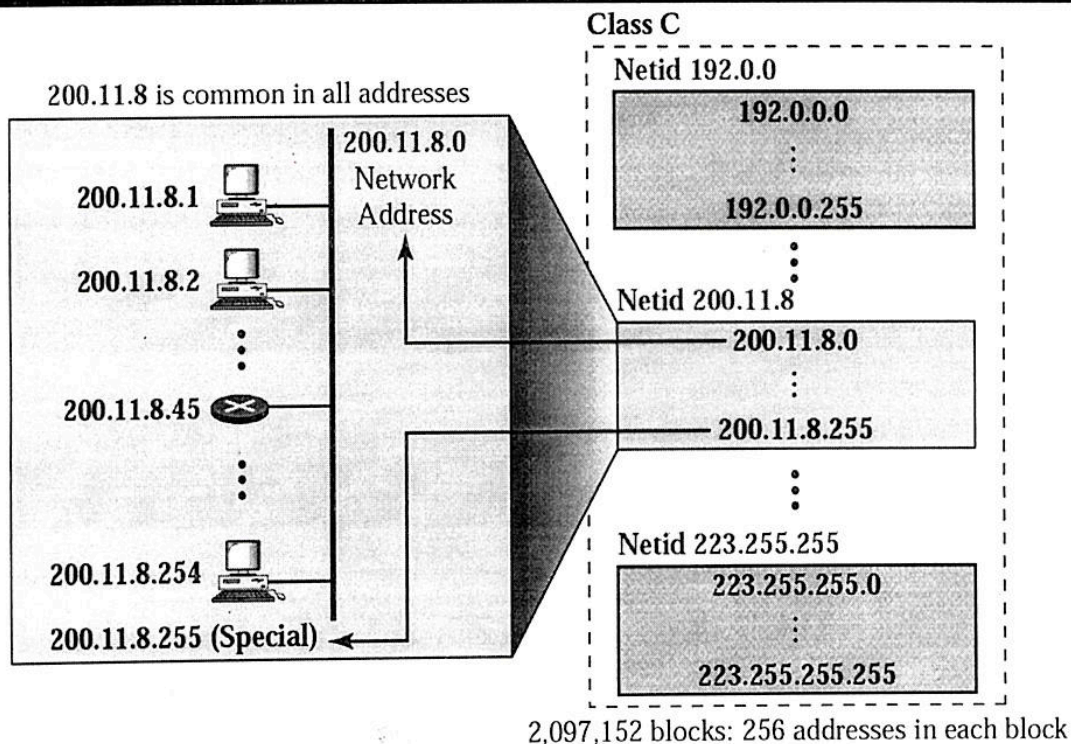 200.11.8 is common in all addresses
200.11.8.0
Network
Address
200.11.8.1
200.11.8.2
200.11.8.45
200.11.8.254
200.11.8.255 (Special)
Class C
Netid 192.0.0
192.0.0.0
192.0.0.255
Netid 200.11.8
200.11.8.0
200.11.8.255
Netid 223.255.255
223.255.255.0
223.255.255.255
2,097,152 blocks: 256 addresses in each block